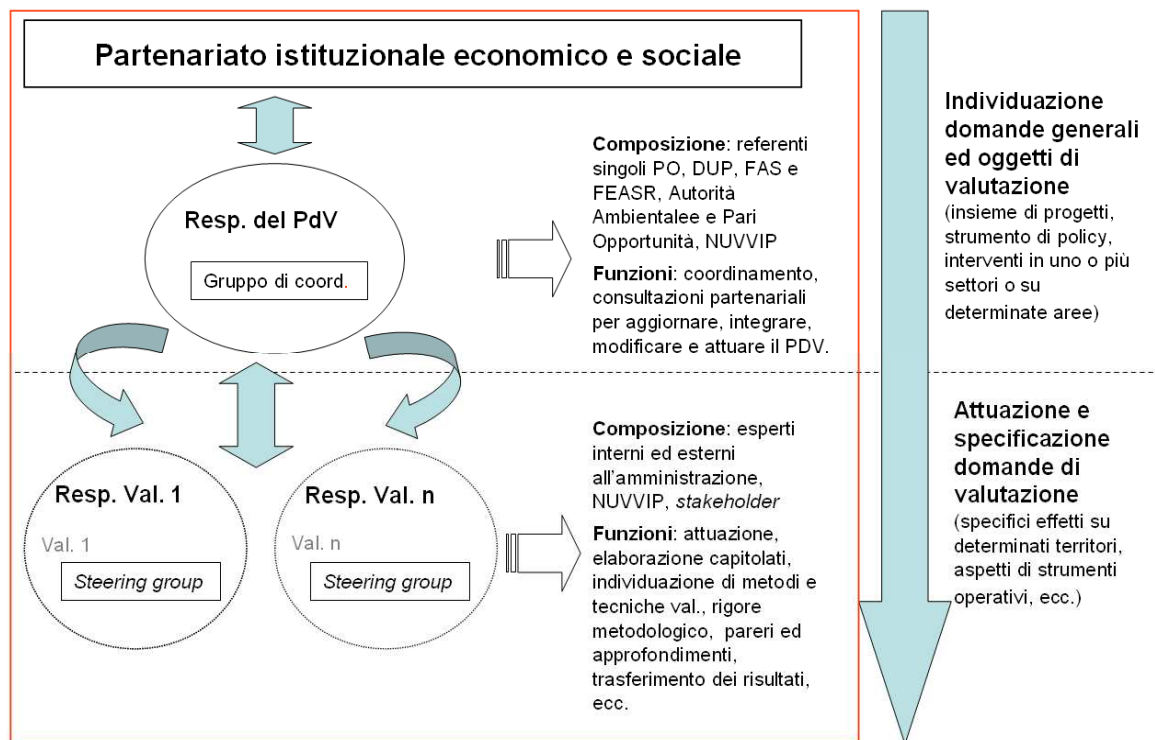 Partenariato istituzionale economico e sociale
Resp. del PdV
Gruppo di coord.
Composizione: referenti
singoli PO, DUP, FAS e
FEASR, Autorità
Ambientalee e Pari
Opportunità, NUVVIP
Funzioni: coordinamento,
consultazioni partenariali
per aggiornare, integrare,
modificare e attuare il PDV.
Individuazione
domande generali
ed oggetti di
valutazione
(insieme di progetti,
strumento di policy,
interventi in uno o più
settori o su
determinate aree)
Resp. Val. 1
Val. 1
Steering group
Resp. Val. n
Val. n
Steering group
Composizione: esperti
interni ed esterni
all'amministrazione,
NUVVIP, stakeholder
Funzioni: attuazione,
elaborazione capitolati,
individuazione di metodi e
tecniche val., rigore
metodologico, pareri ed
approfondimenti,
trasferimento dei risultati,
ecc.
Attuazione e
specificazione
domande di
valutazione
(specifici effetti su
determinati territori,
aspetti di strumenti
operativi, ecc.)